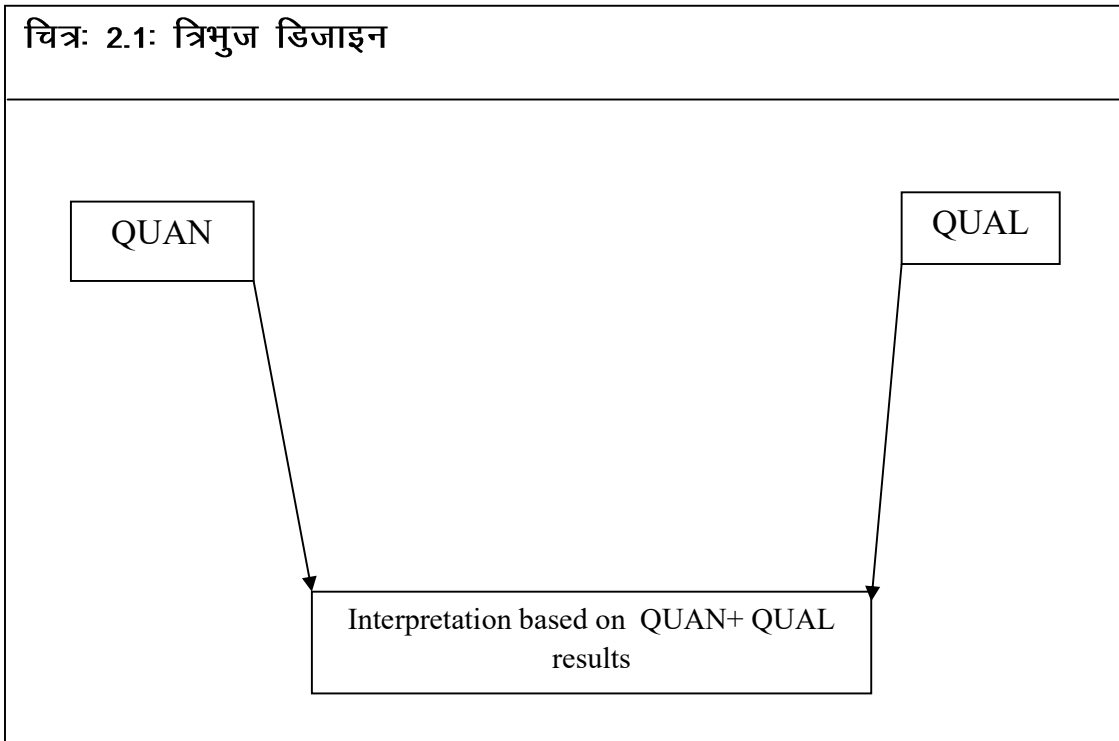 चित्रः 2.1ः त्रिभुज डिजाइन
QUAN
QUAL
Interpretation based on QUAN+ QUAL
results